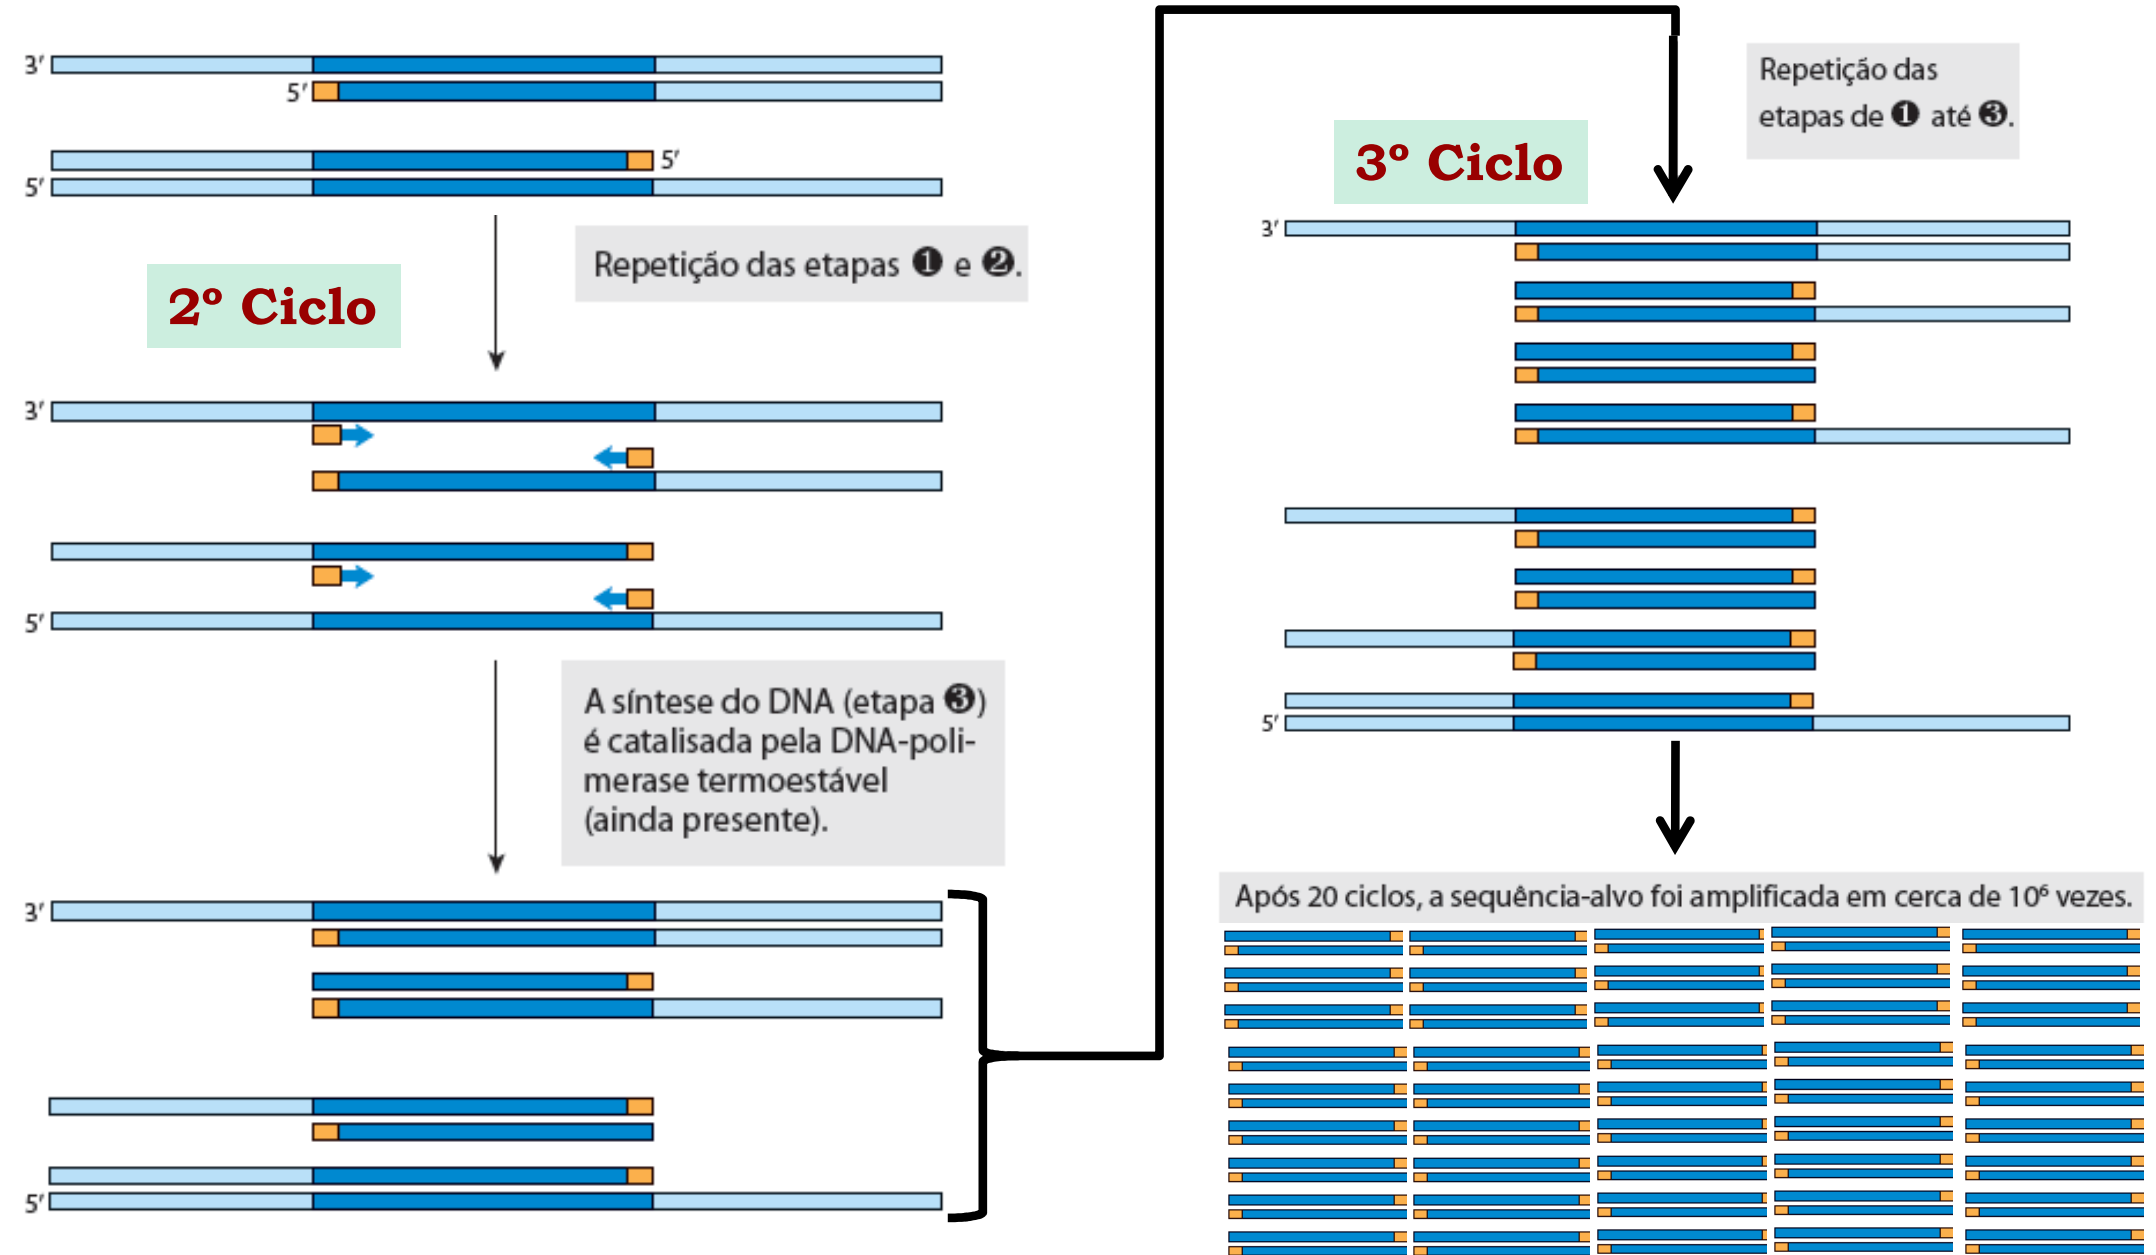 3′
5′
5′
5′
Repetição das etapas ❶ e ❷.
2º Ciclo
3′
5′
A síntese do DNA (etapa ❸)
é catalisada pela DNA-poli-
merase termoestável
(ainda presente).
3′
5′
Repetição das
etapas de ❶ até ❸.
3º Ciclo
3′
5′
Após 20 ciclos, a sequência-alvo foi amplificada em cerca de 10⁶ vezes.